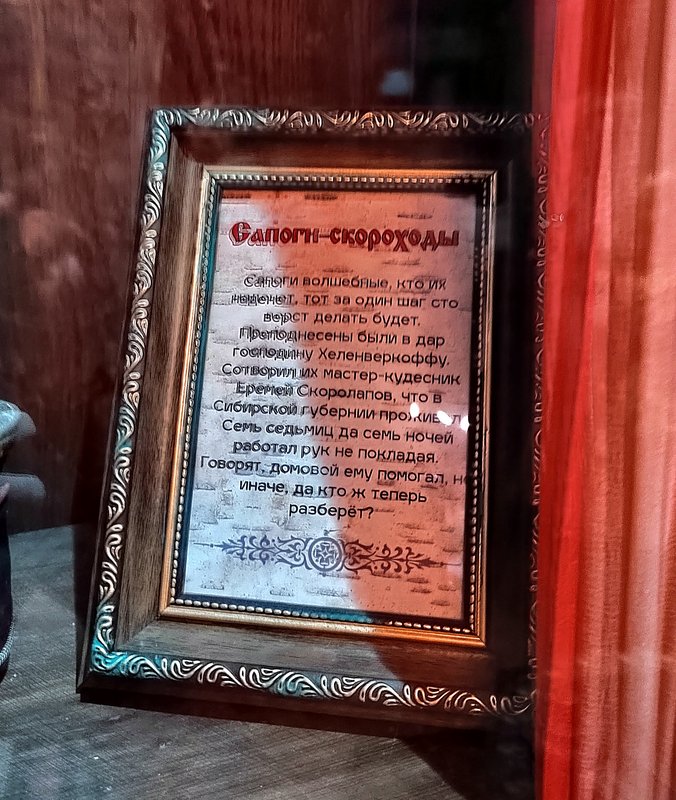 Сапоги-скороходы
Сапоги волшебные, кто их
наденет, тот за один шаг сто
вёрст делать будет.
Преподнесены были в дар
господину Хеленверкоффу.
Сотворил их мастер-кудесник
Еремей Скоролапов, что в
Сибирской губернии проживал
Семь седьмиц да семь ночей
работал рук не покладая.
Говорят, домовой ему помогал, не
иначе, да кто ж теперь
разберёт?